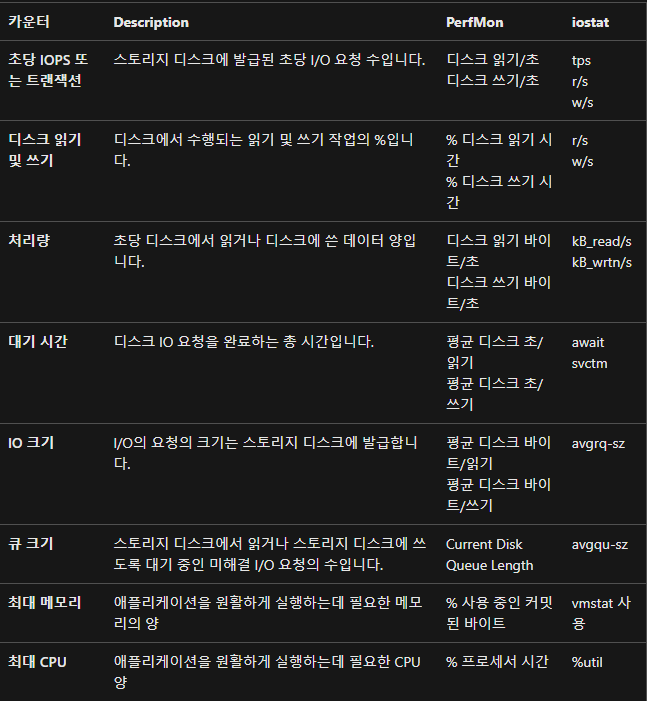 카운터 Description PerfMon iostat
초당 IOPS 또 스토리지 디스크에 발급된 초당 I/O 요청 수입니다. 디스크 읽기/초 tps
는 트랜잭션 디스크 쓰기/초 r/s
w/s
디스크 읽기 디스크에서 수행되는 읽기 및 쓰기 작업의 %입니 % 디스크 읽기 시 r/s
및 쓰기 다. 간 w/s
% 디스크 쓰기 시
간
처리량 초당 디스크에서 읽거나 디스크에 쓴 데이터 양입 디스크 읽기 바이 kB_read/s
니다. 트/초 kB_wrtn/s
디스크 쓰기 바이
트/초
대기 시간 디스크 IO 요청을 완료하는 총 시간입니다. 평균 디스크 초/ await
읽기 svctm
평균 디스크 초/
쓰기
IO 크기 I/O의 요청의 크기는 스토리지 디스크에 발급합니 평균 디스크 바이 avgrq-sz
다. 트/읽기
평균 디스크 바이
트/쓰기
큐 크기 스토리지 디스크에서 읽거나 스토리지 디스크에 쓰 Current Disk avgqu-sz
도록 대기 중인 미해결 I/O 요청의 수입니다. Queue Length
최대 메모리 애플리케이션을 원활하게 실행하는데 필요한 메모 % 사용 중인 커밋 vmstat 사
리의 양 된 바이트 용
최대 CPU 애플리케이션을 원활하게 실행하는데 필요한 CPU % 프로세서 시간 %util
양